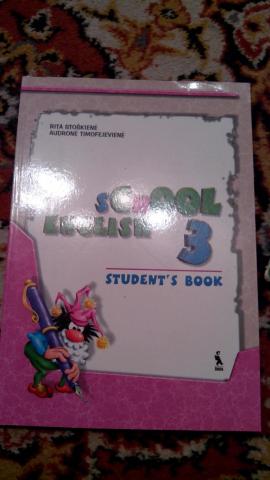 RITA STOŠKIENĖ
AUDRONĖ TIMOFEJEVIENĖ
SCHOOL
ENGLISH 3
STUDENT'S BOOK